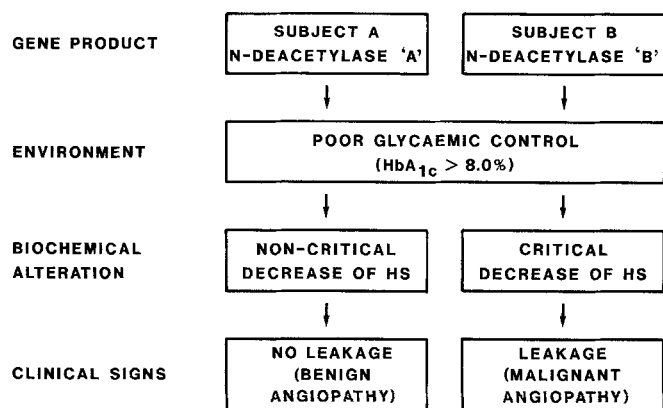 GENE PRODUCT
SUBJECT A
N-DEACETYLASE 'A'
SUBJECT B
N-DEACETYLASE 'B'
ENVIRONMENT
POOR GLYCAEMIC CONTROL
(HbA1c > 8.0%)
BIOCHEMICAL
ALTERATION
NON-CRITICAL
DECREASE OF HS
CRITICAL
DECREASE OF HS
CLINICAL SIGNS
NO LEAKAGE
(BENIGN
ANGIOPATHY)
LEAKAGE
(MALIGNANT
ANGIOPATHY)